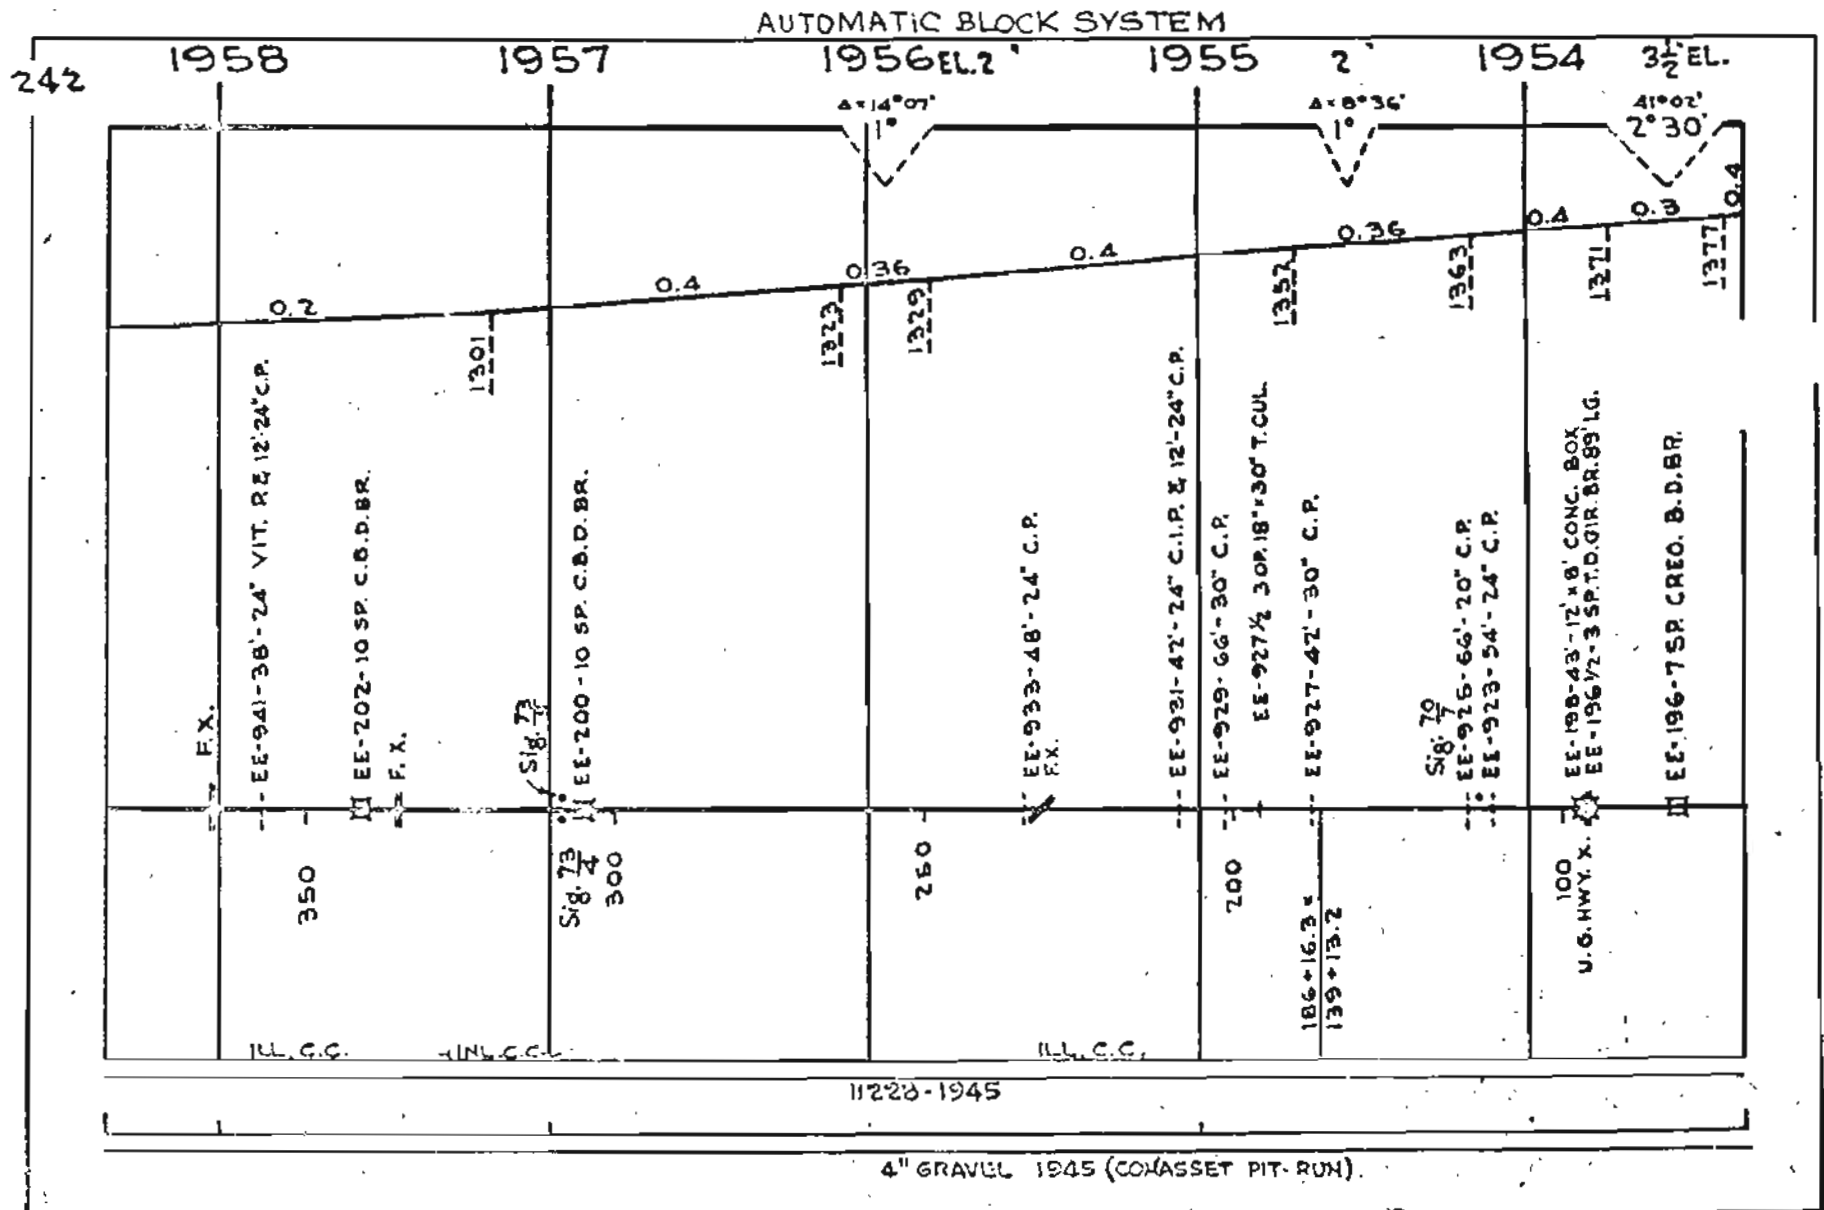 AUTOMATIC BLOCK SYSTEM
242
1958
1957
1956 EL.2'
1955
2'
1954
3½' EL.
Δ=14°07'
1°
Δ=8°36'
1°
41°02'
2°30'
0.2
0.4
0.36
0.4
0.36
0.4
0.3
0.4
1301
1323
1329
1357
1363
1371
1377
F.X.
EE-941-38'-24" VIT. P. & 12'-24" C.P.
EE-202-10 SP. C.B.D.BR.
F.X.
Sig. 73
EE-200-10 SP. C.B.D.BR.
EE-933-48'-24" C.P.
F.X.
EE-931-42'-24" C.I.P. & 12'-24" C.P.
EE-929-66'-30" C.P.
EE-927½ 3 OP. 18"×30' T.CUL.
EE-927-42'-30" C.P.
Sig. 70/7
EE-925-66'-20" C.P.
EE-923-54'-24" C.P.
EE-198-43'-12'×8' CONC. BOX
EE-196½-3 SP.T.D.GIR.BR.89'LG.
EE-196-7 SP. CREO. B.D.BR.
350
Sig. 73/4
300
250
200
186+16.3 =
139+13.2
100
U.G.HWY.X.
ILL.C.C.
ILL.C.C.
11228-1945
4" GRAVEL 1945 (COHASSET PIT-RUN)